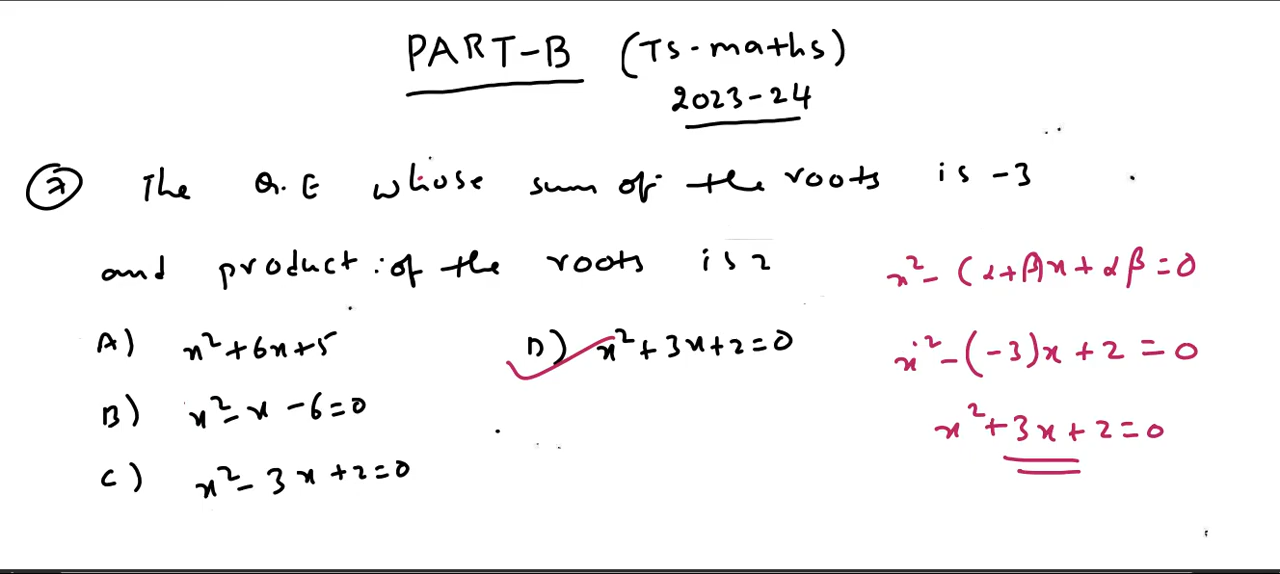 PART-B (TS-maths)
2023-24
7 The Q.E whose sum of the roots is -3
and product of the roots is 2
A) x²+6x+5
D) x²+3x+2=0
B) x²-x-6=0
C) x²-3x+2=0
x²-(α+β)x+αβ=0
x²-(-3)x+2=0
x²+3x+2=0